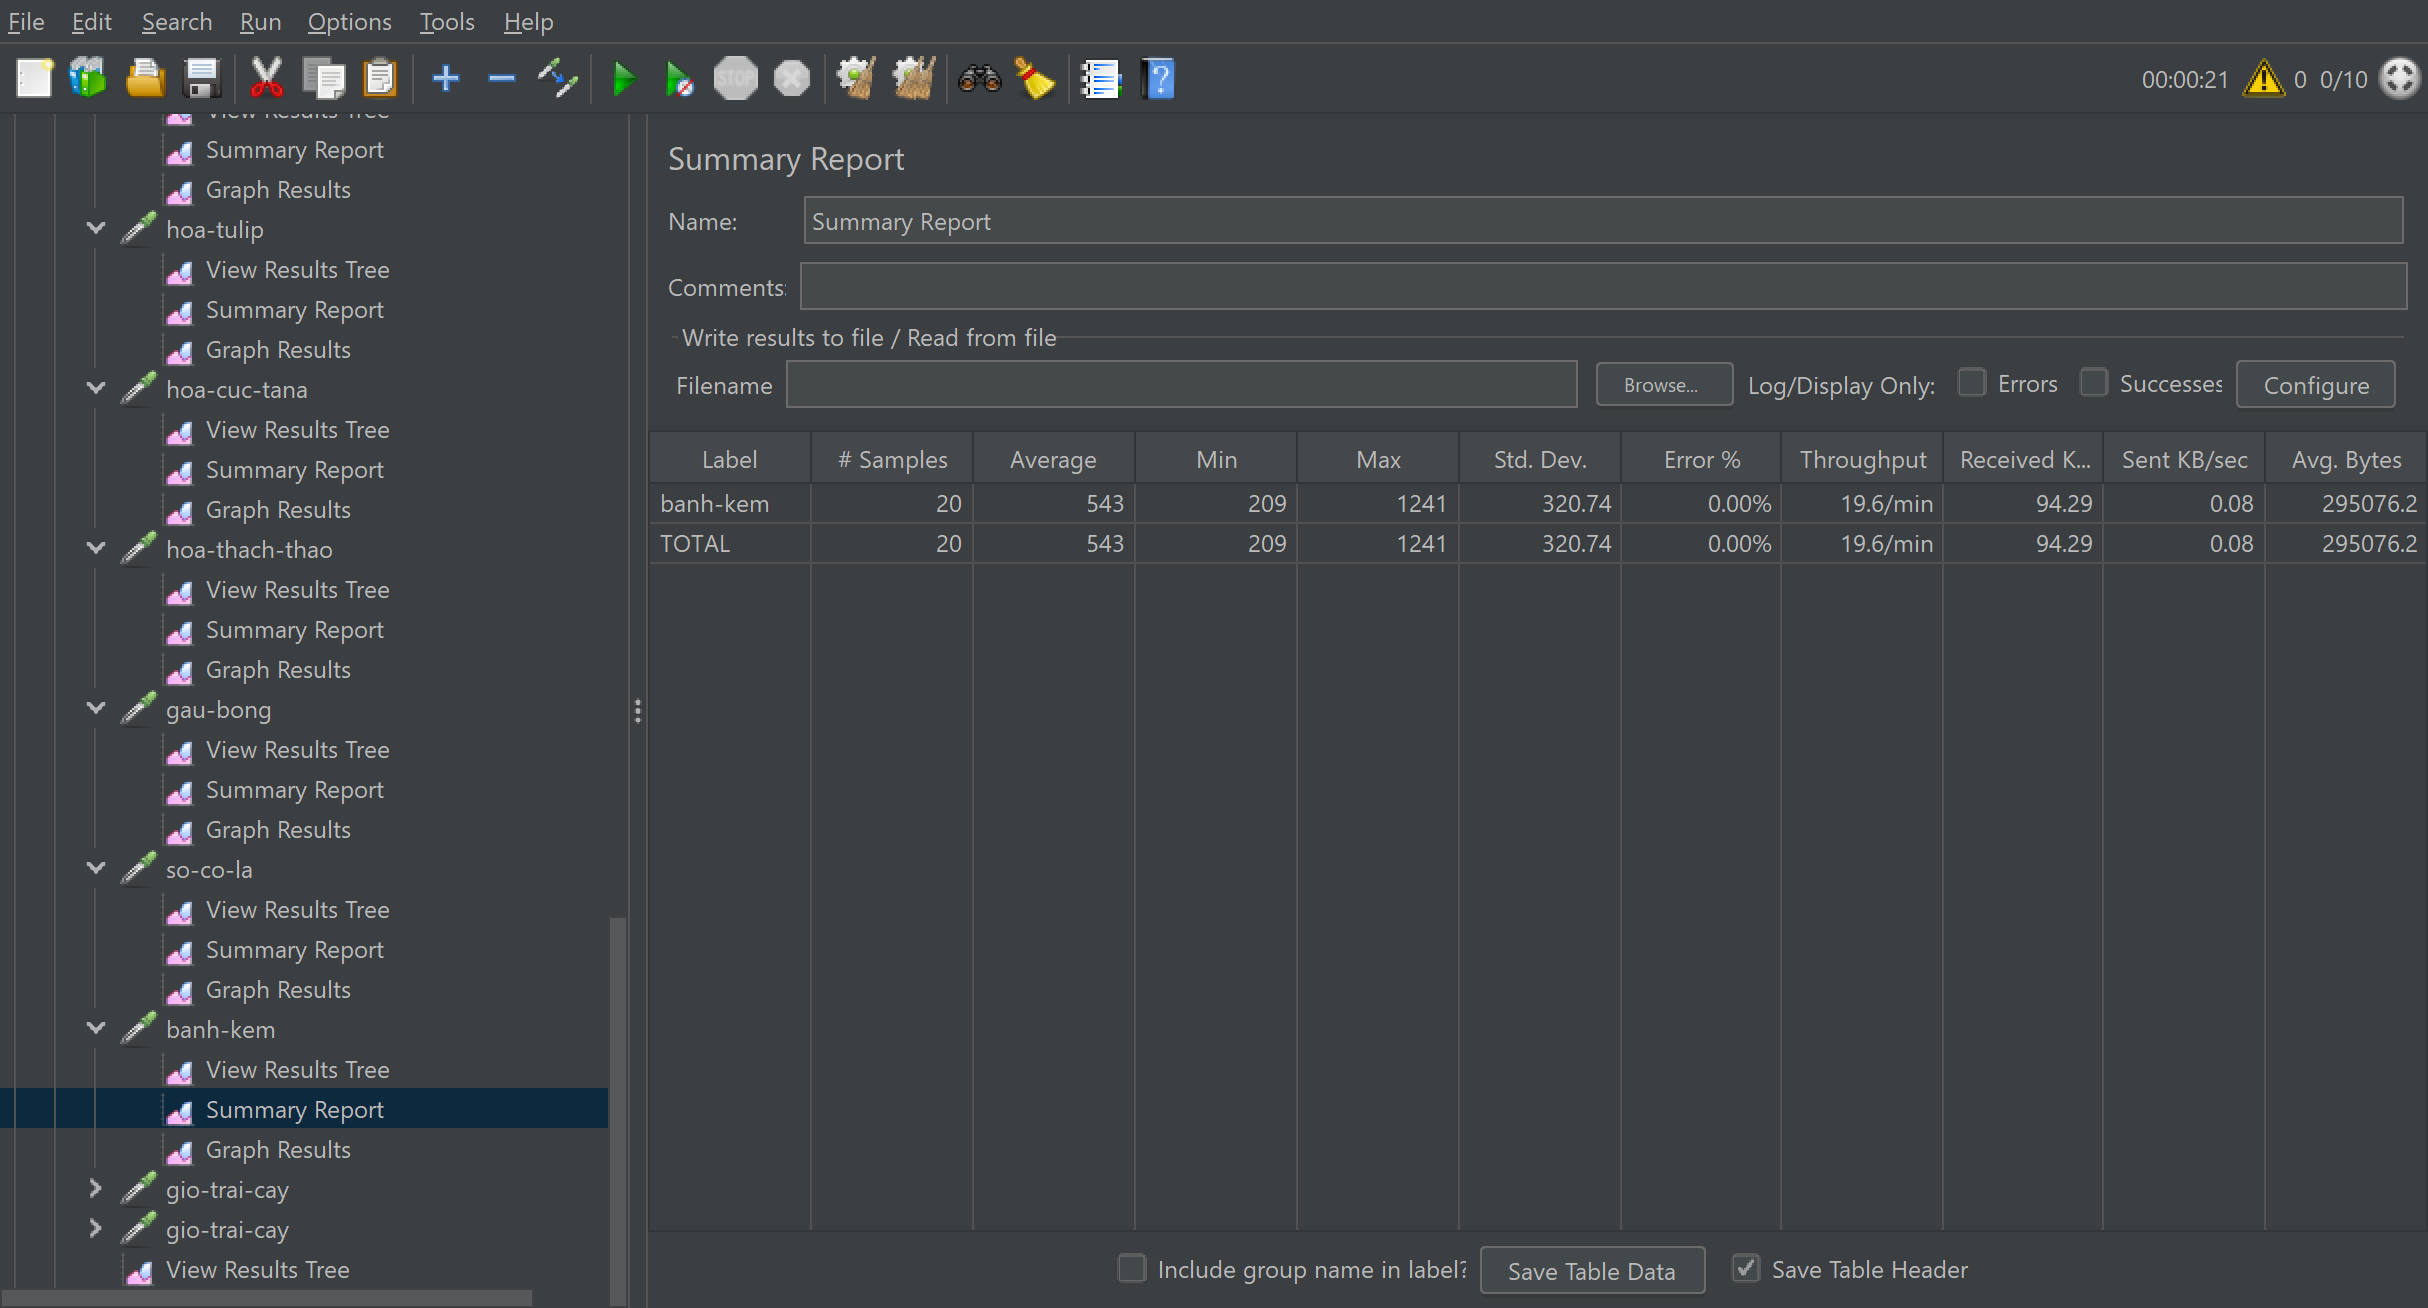 File Edit Search Run Options Tools Help
STOP
00:00:21 0 0/10
View Results Tree
Summary Report
Graph Results
hoa-tulip
View Results Tree
Summary Report
Graph Results
hoa-cuc-tana
View Results Tree
Summary Report
Graph Results
hoa-thach-thao
View Results Tree
Summary Report
Graph Results
gau-bong
View Results Tree
Summary Report
Graph Results
so-co-la
View Results Tree
Summary Report
Graph Results
banh-kem
View Results Tree
Summary Report
Graph Results
gio-trai-cay
gio-trai-cay
View Results Tree
Summary Report
Name: Summary Report
Comments:
Write results to file / Read from file
Filename Browse... Log/Display Only: Errors Successes Configure
Label # Samples Average Min Max Std. Dev. Error % Throughput Received K... Sent KB/sec Avg. Bytes
banh-kem 20 543 209 1241 320.74 0.00% 19.6/min 94.29 0.08 295076.2
TOTAL 20 543 209 1241 320.74 0.00% 19.6/min 94.29 0.08 295076.2
Include group name in label? Save Table Data Save Table Header